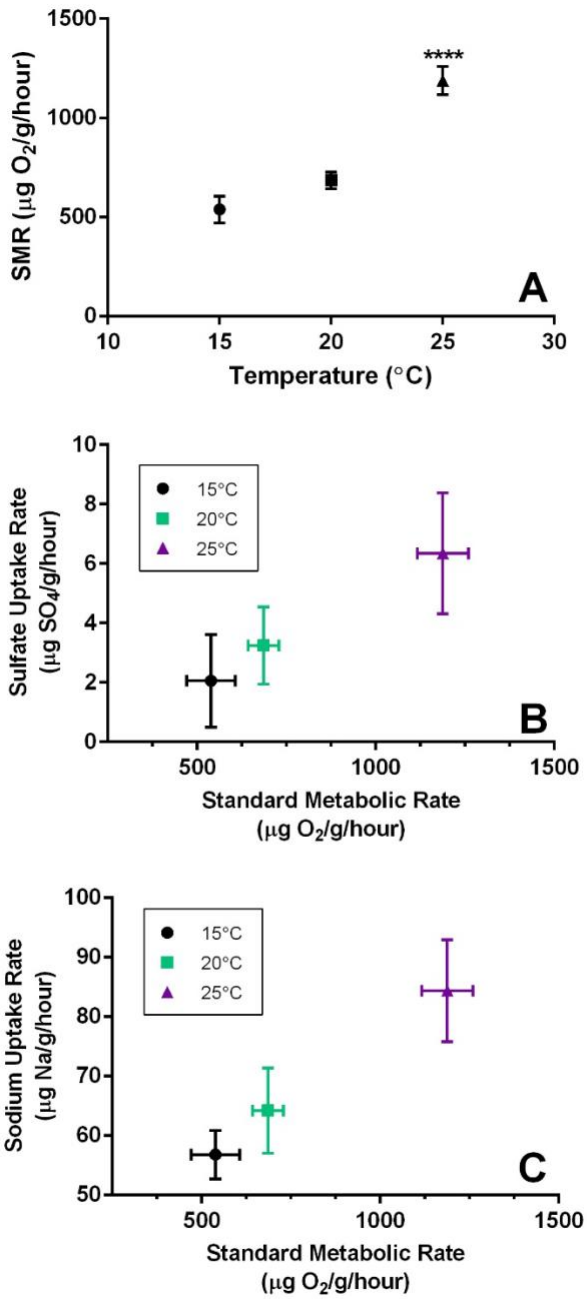 1500
1000
500
0
SMR (μg O₂/g/hour)
****
A
10 15 20 25 30
Temperature (°C)
10
8
6
4
2
0
Sulfate Uptake Rate
(μg SO₄/g/hour)
15°C
20°C
25°C
B
500 1000 1500
Standard Metabolic Rate
(μg O₂/g/hour)
100
90
80
70
60
50
Sodium Uptake Rate
(μg Na/g/hour)
15°C
20°C
25°C
C
500 1000 1500
Standard Metabolic Rate
(μg O₂/g/hour)